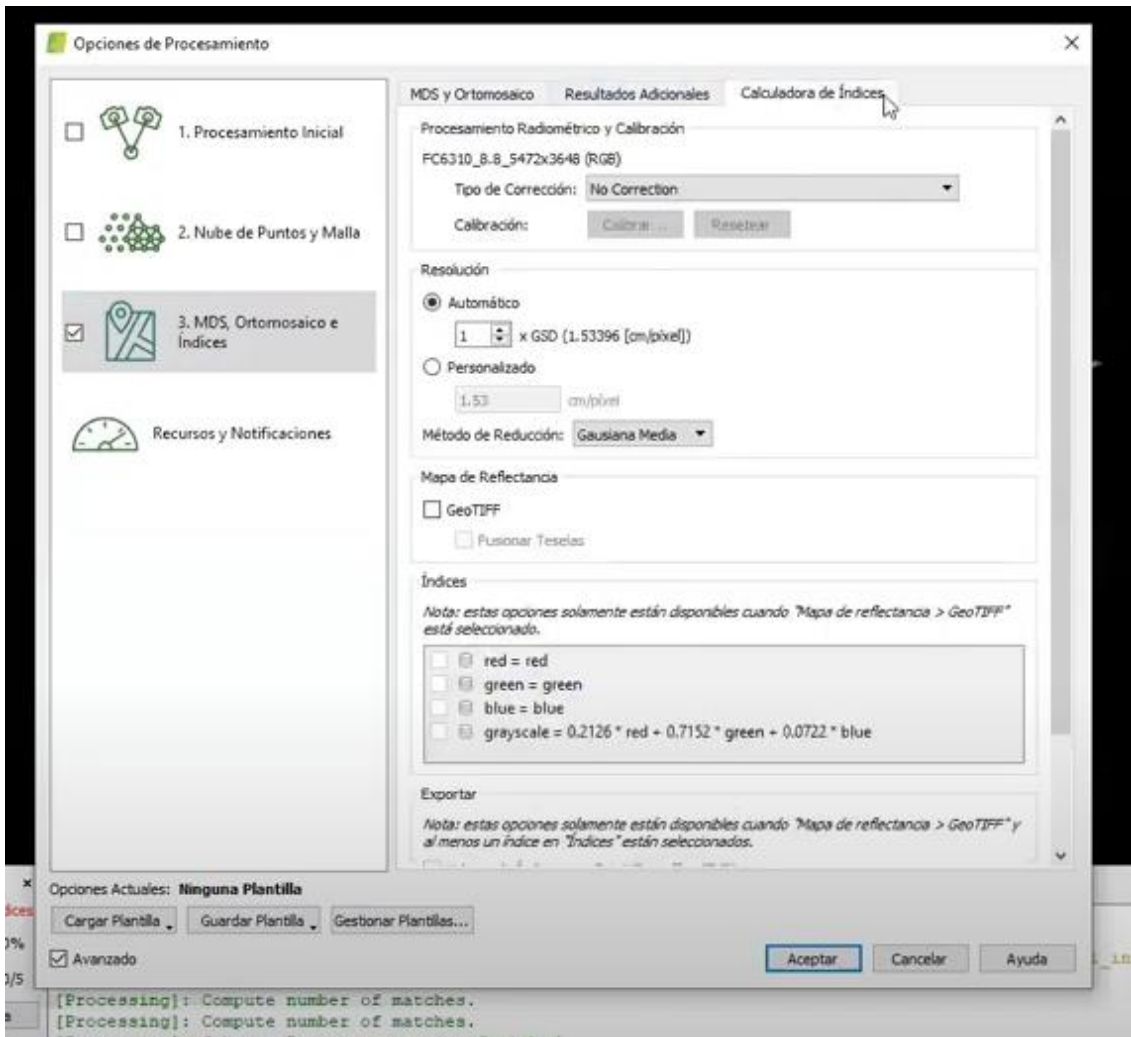 Opciones de Procesamiento
1. Procesamiento Inicial
2. Nube de Puntos y Malla
3. MDS, Ortomosaico e
Índices
Recursos y Notificaciones
MDS y Ortomosaico Resultados Adicionales Calculadora de Índices
Procesamiento Radiométrico y Calibración
FC6310_8.8_5472x3648 (RGB)
Tipo de Corrección: No Correction
Calibración: Calibrar ... Resetear
Resolución
Automático
1 x GSD (1.53396 [cm/pixel])
Personalizado
1.53 cm/pixel
Método de Reducción: Gausiana Media
Mapa de Reflectancia
GeoTIFF
Fusionar Teselas
Índices
Nota: estas opciones solamente están disponibles cuando "Mapa de reflectancia > GeoTIFF"
está seleccionado.
red = red
green = green
blue = blue
grayscale = 0.2126 * red + 0.7152 * green + 0.0722 * blue
Exportar
Nota: estas opciones solamente están disponibles cuando "Mapa de reflectancia > GeoTIFF" y
al menos un índice en "Índices" están seleccionados.
Opciones Actuales: Ninguna Plantilla
Cargar Plantilla Guardar Plantilla Gestionar Plantillas...
Avanzado
Aceptar Cancelar Ayuda
[Processing]: Compute number of matches.
[Processing]: Compute number of matches.